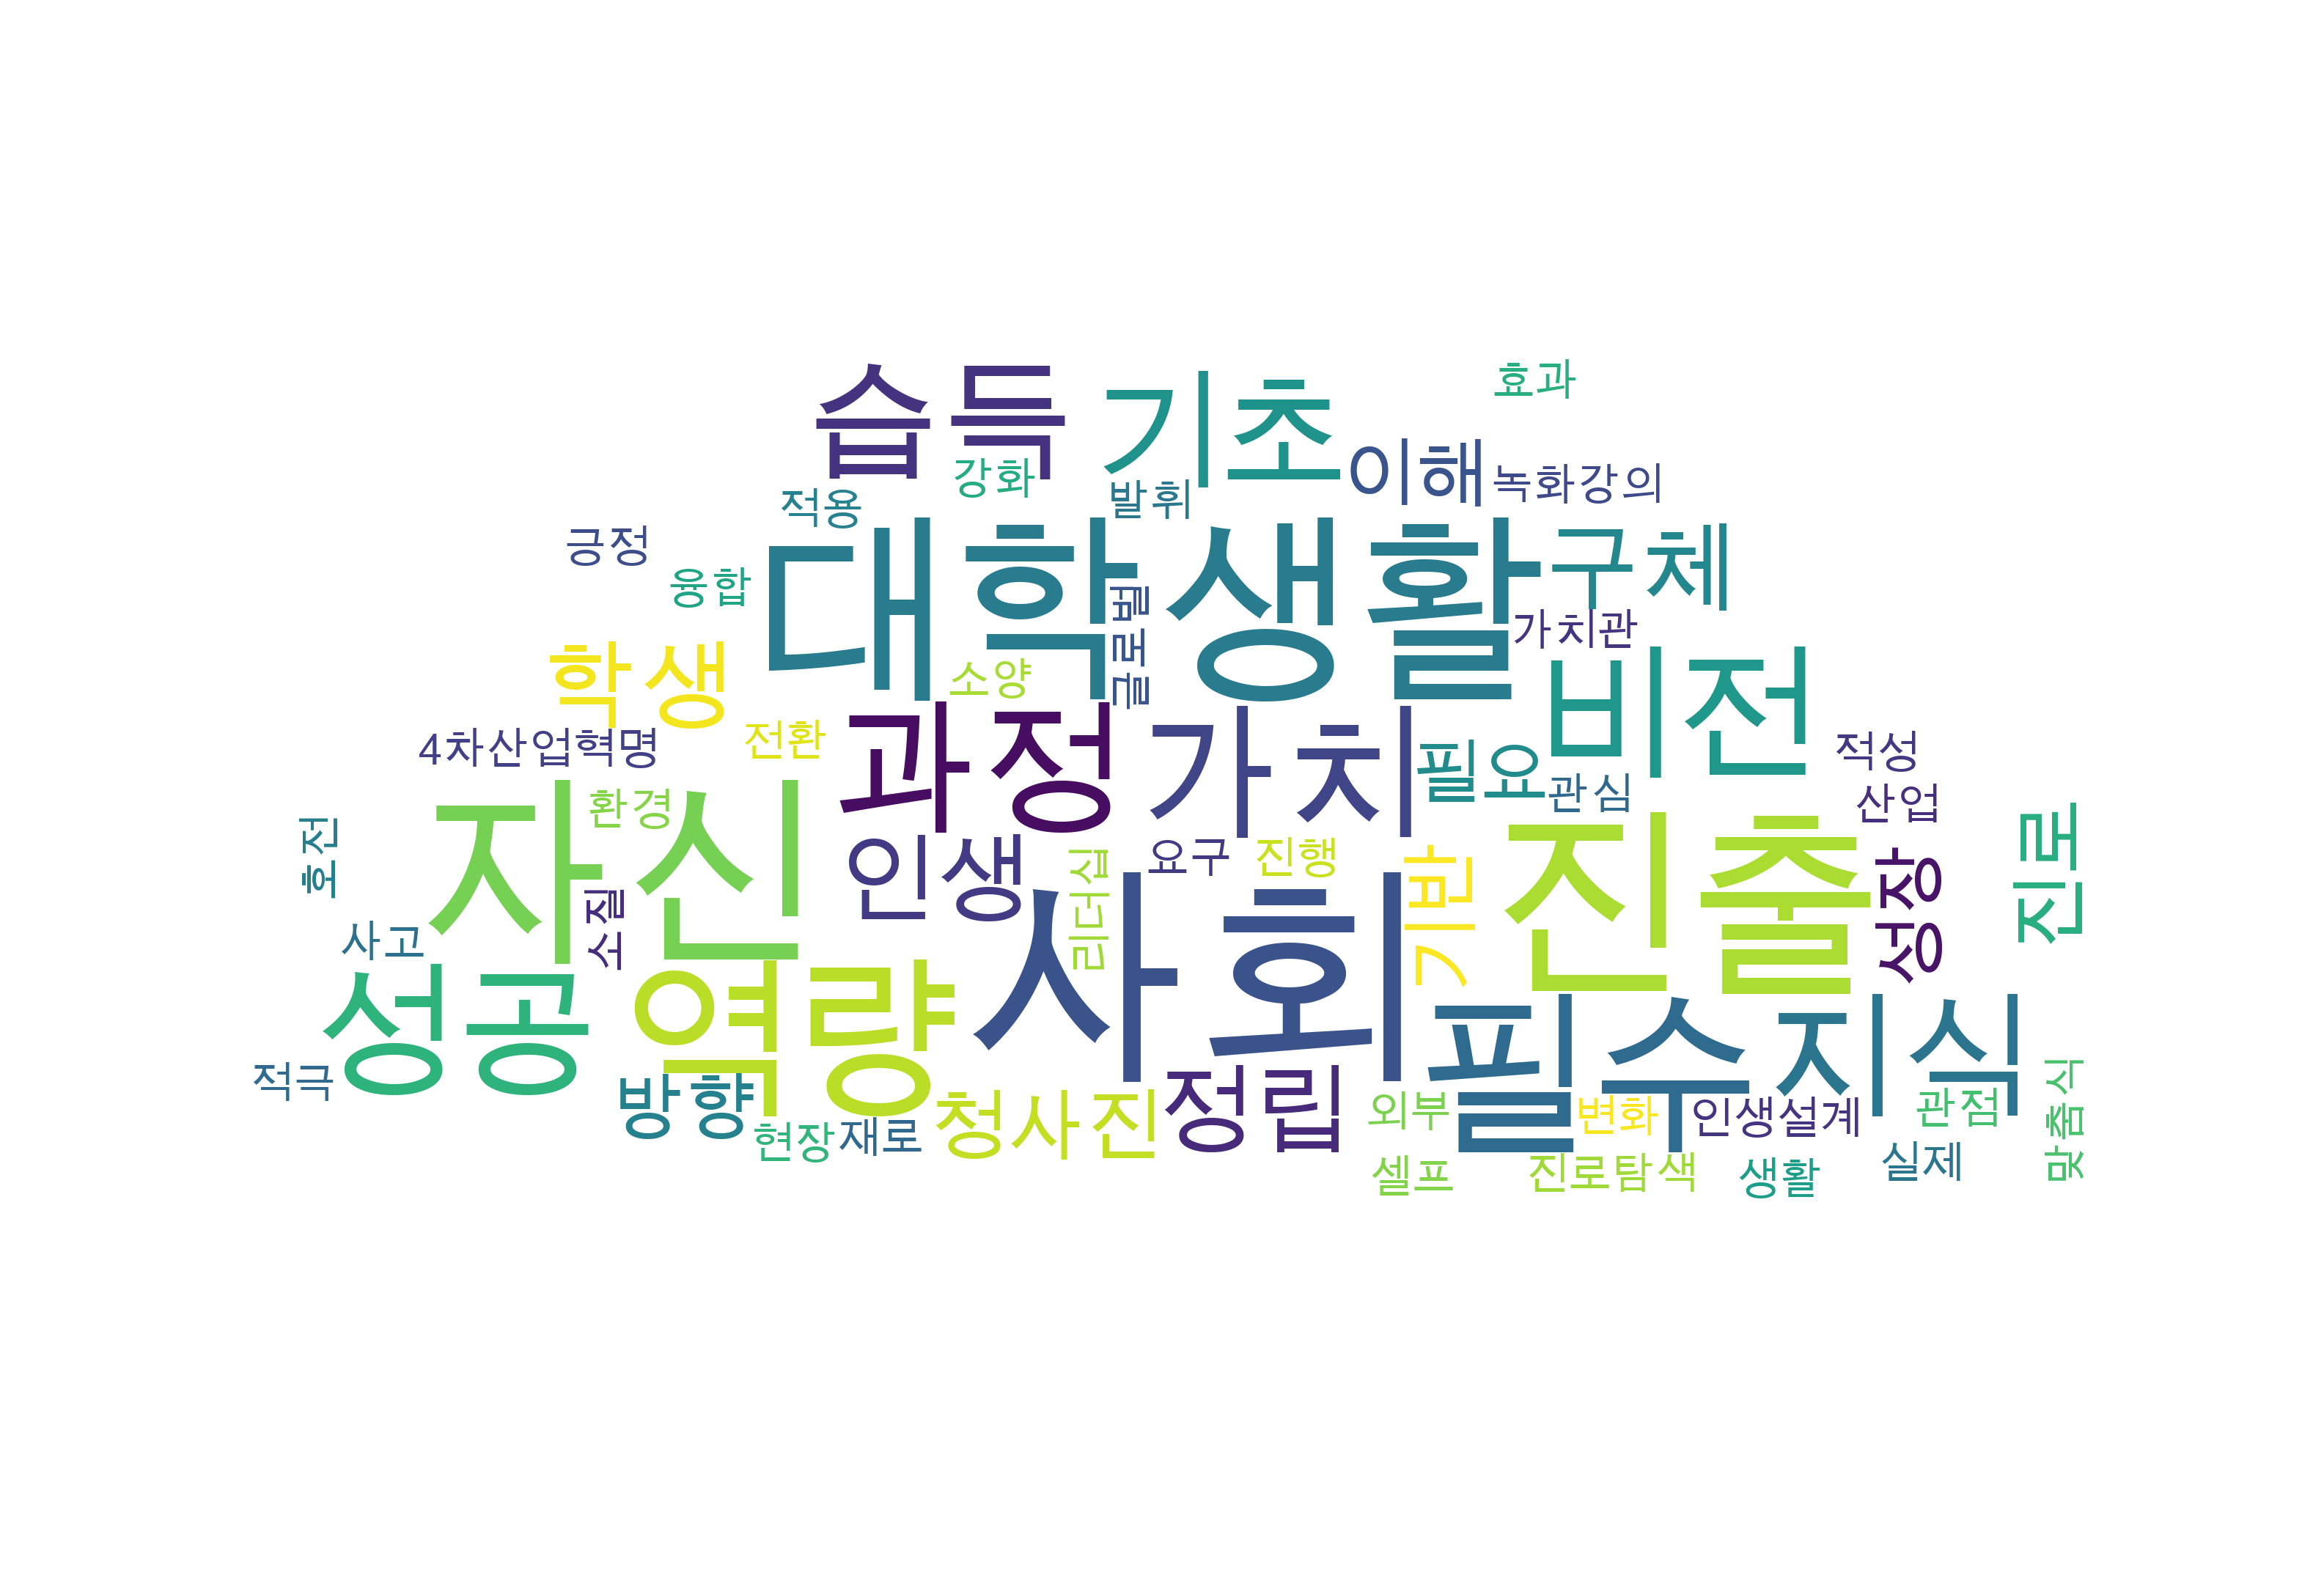 습득
기초
효과
이해
녹화강의
강화
적용
발휘
긍정
대학생활
구체
융합
글로벌
가치관
학생
소양
비전
4차산업혁명
전환
과정
가치
필요
관심
적성
산업
자신
환경
인생
요구
진행
진출
진로
성장
기반
리더십
사회
소질
사고
성공
역량
필수지식
적극
방향
현장
재로
청사진
정립
외부
변화
인생설계
관점
맞춤식
셀프
진로탐색
생활
실제